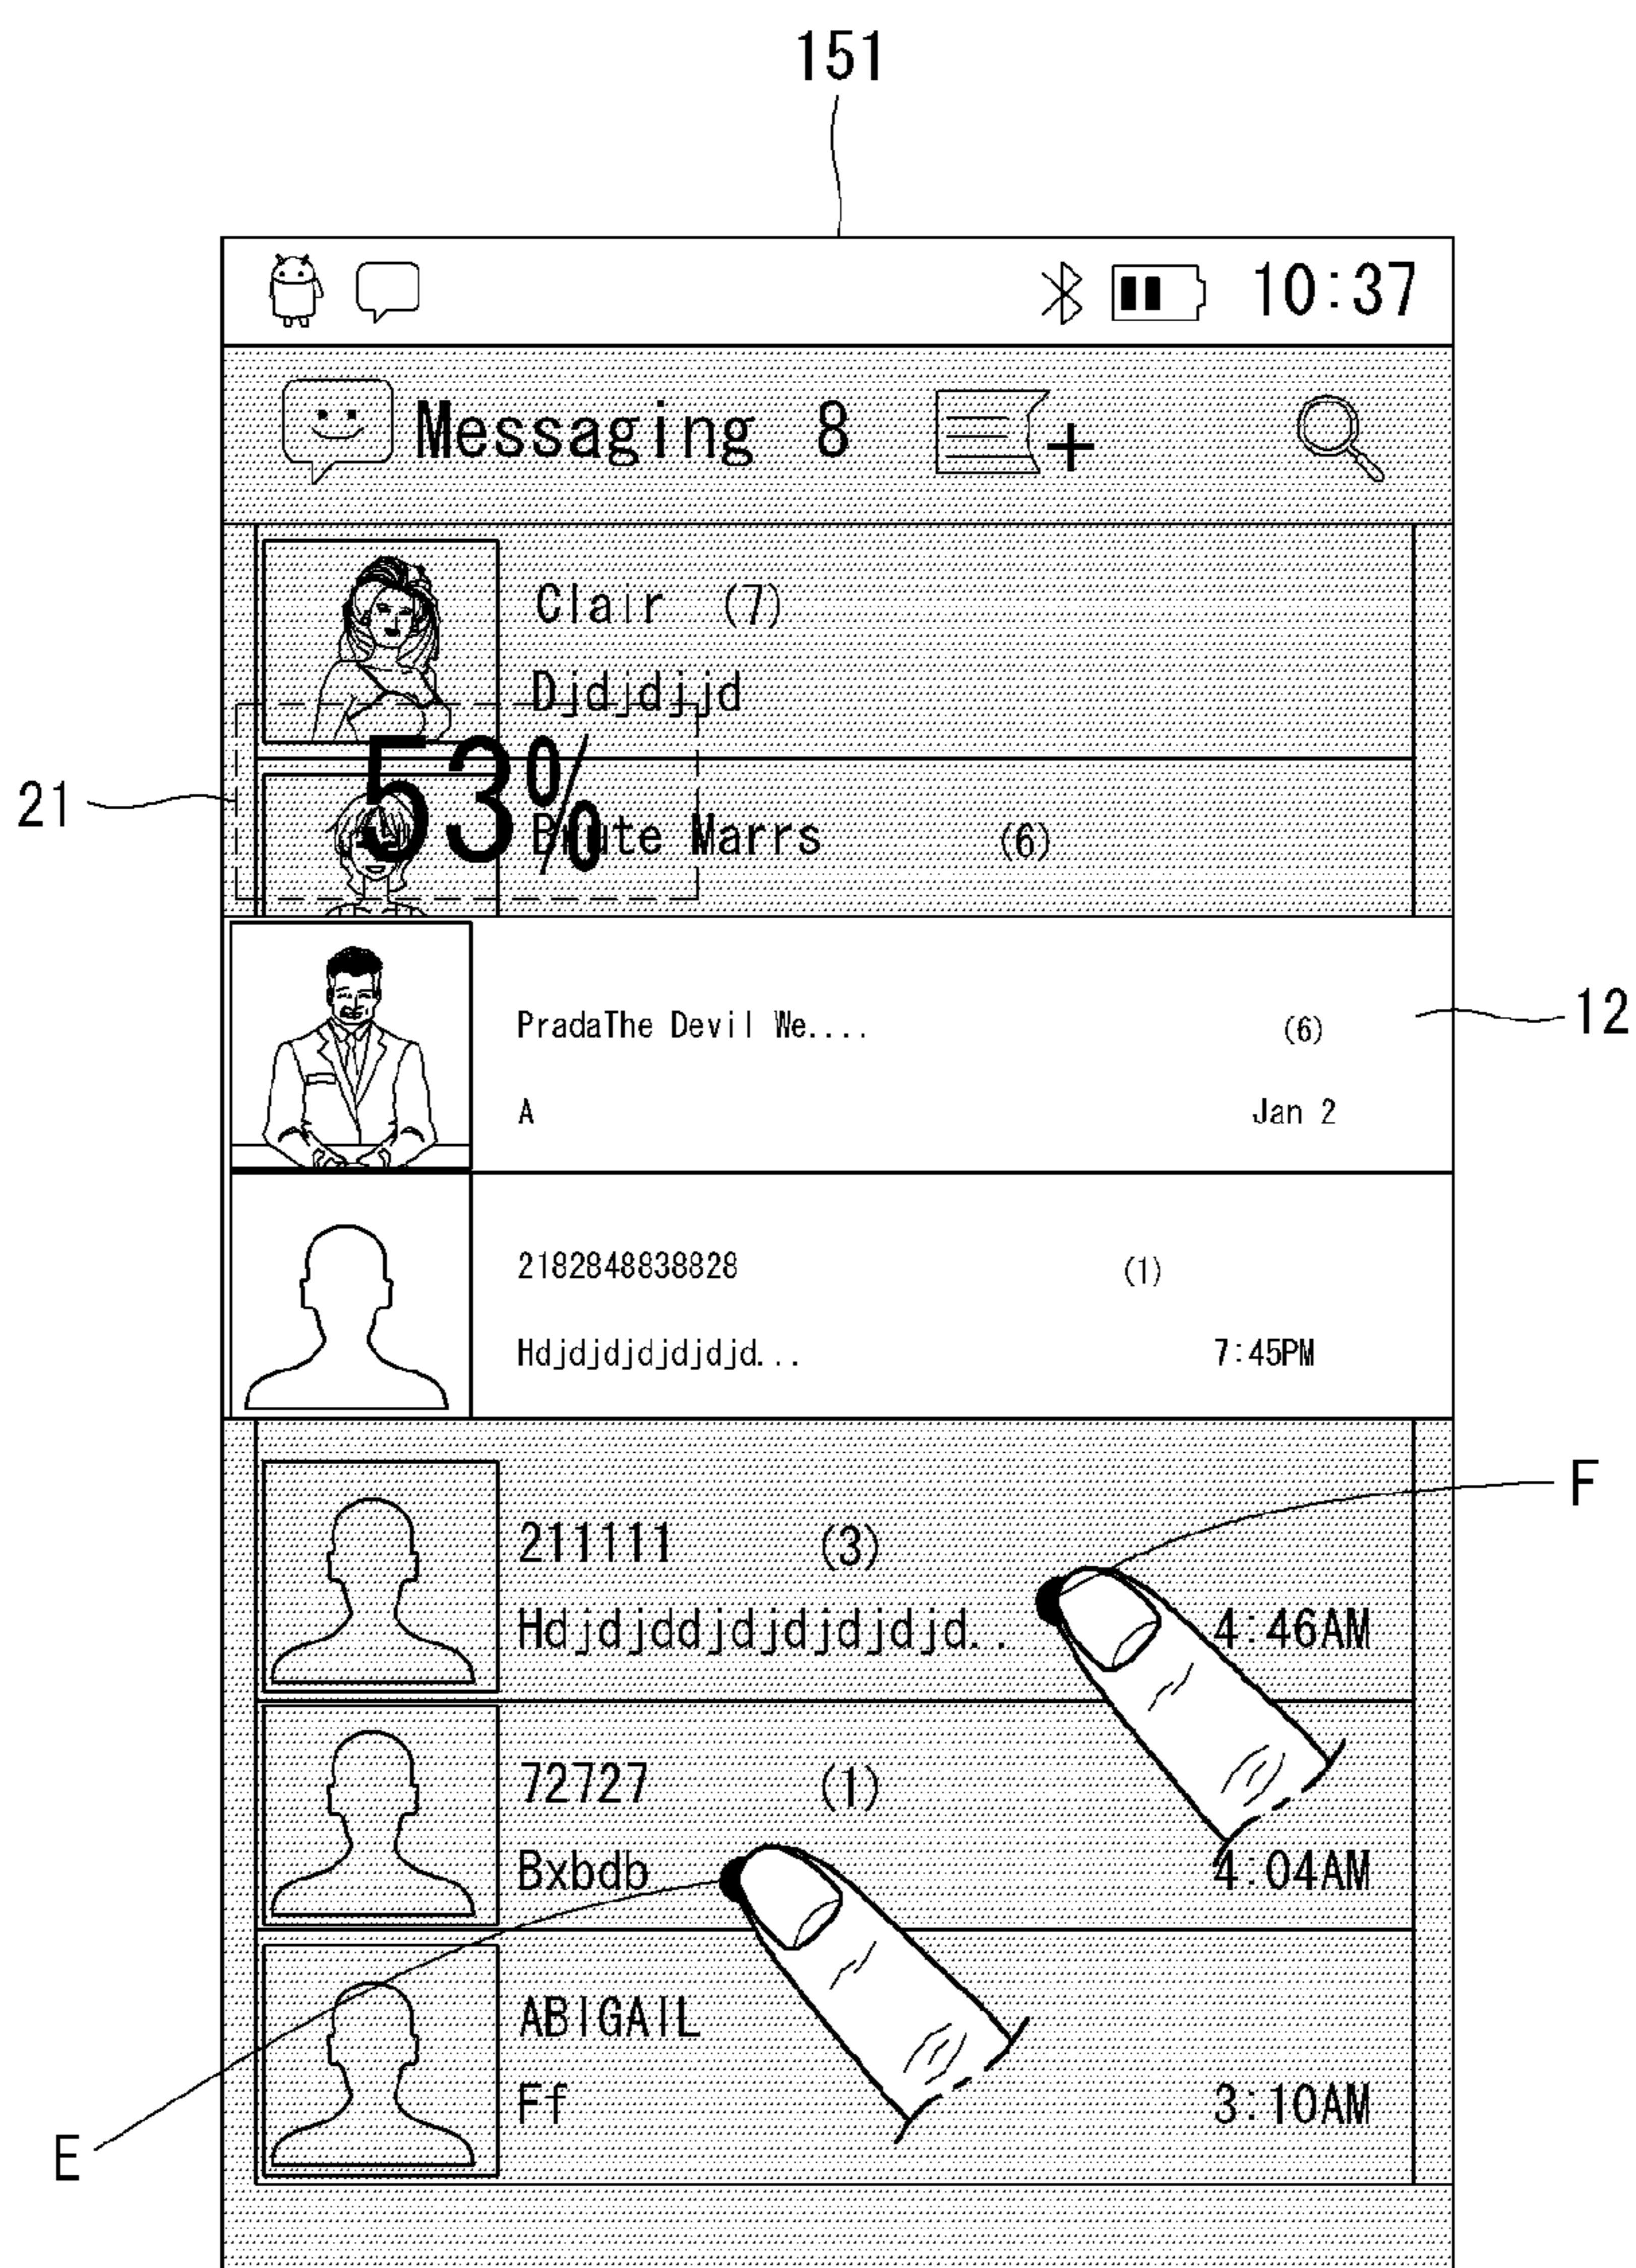 151
10:37
Messaging 8
Clair (7)
Djdjdjjd
21
53%
Brute Marrs (6)
PradaThe Devil We.... (6)
12
A Jan 2
2182848838828 (1)
Hdjdjdjdjdjdjd... 7:45PM
F
211111 (3)
Hdjdjddjdjdjdjdjd.. 4:46AM
72727 (1)
Bxbdb 4:04AM
ABIGAIL
Ff 3:10AM
E